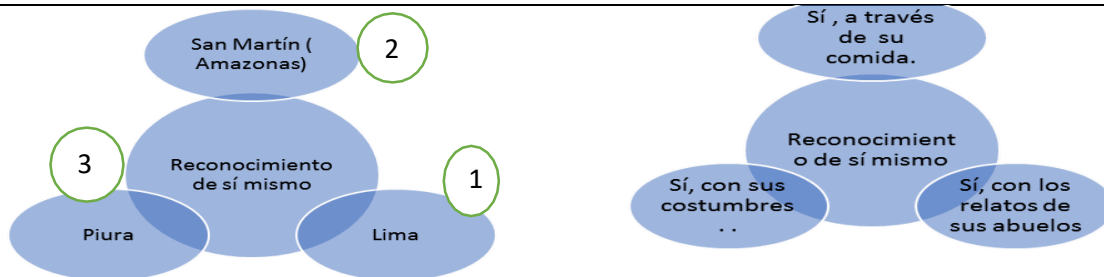 San Martín (
Amazonas)
2
3
Reconocimiento
de sí mismo
1
Piura
Lima
Sí , a través
de su
comida.
Reconocimient
o de sí mismo
Sí, con sus
costumbres
. .
Sí, con los
relatos de
sus abuelos